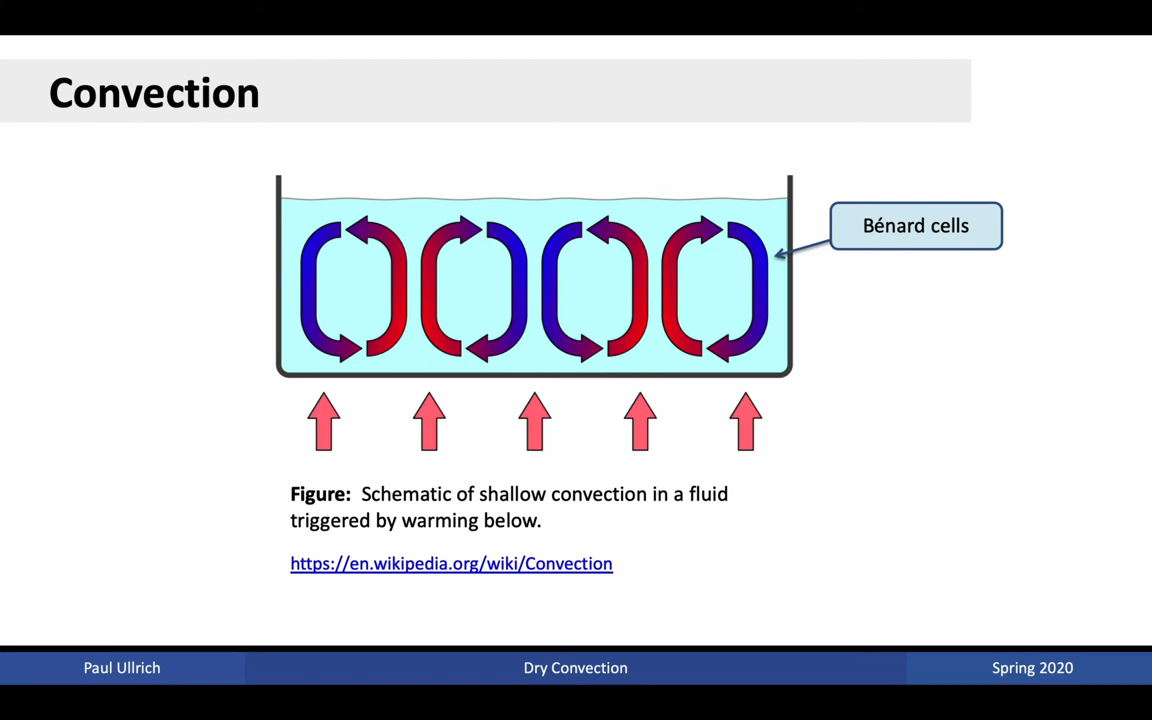 Convection
Bénard cells
Figure: Schematic of shallow convection in a fluid
triggered by warming below.
https://en.wikipedia.org/wiki/Convection
Paul Ullrich
Dry Convection
Spring 2020